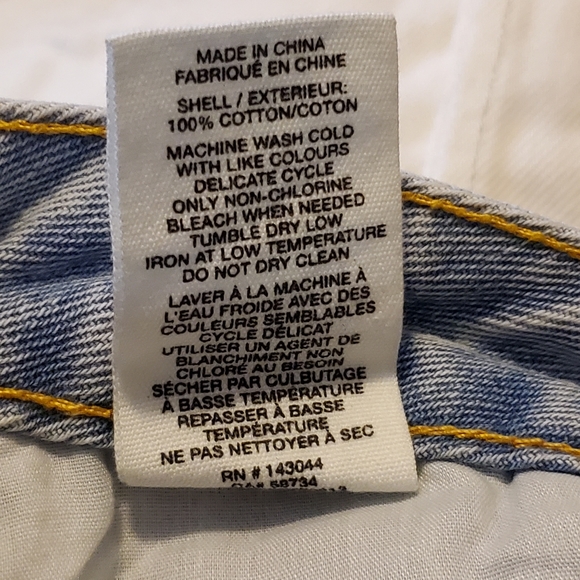 MADE IN CHINA
FABRIQUÉ EN CHINE
SHELL / EXTERIEUR:
100% COTTON/COTON
MACHINE WASH COLD
WITH LIKE COLOURS
DELICATE CYCLE
ONLY NON-CHLORINE
BLEACH WHEN NEEDED
TUMBLE DRY LOW
IRON AT LOW TEMPERATURE
DO NOT DRY CLEAN
LAVER À LA MACHINE À
L'EAU FROIDE AVEC DES
COULEURS SEMBLABLES
CYCLE DÉLICAT
UTILISER UN AGENT DE
BLANCHIMENT NON
CHLORÉ AU BESOIN
SÉCHER PAR CULBUTAGE
À BASSE TEMPÉRATURE
REPASSER À BASSE
TEMPÉRATURE
NE PAS NETTOYER À SEC
RN # 143044
CA# 58734